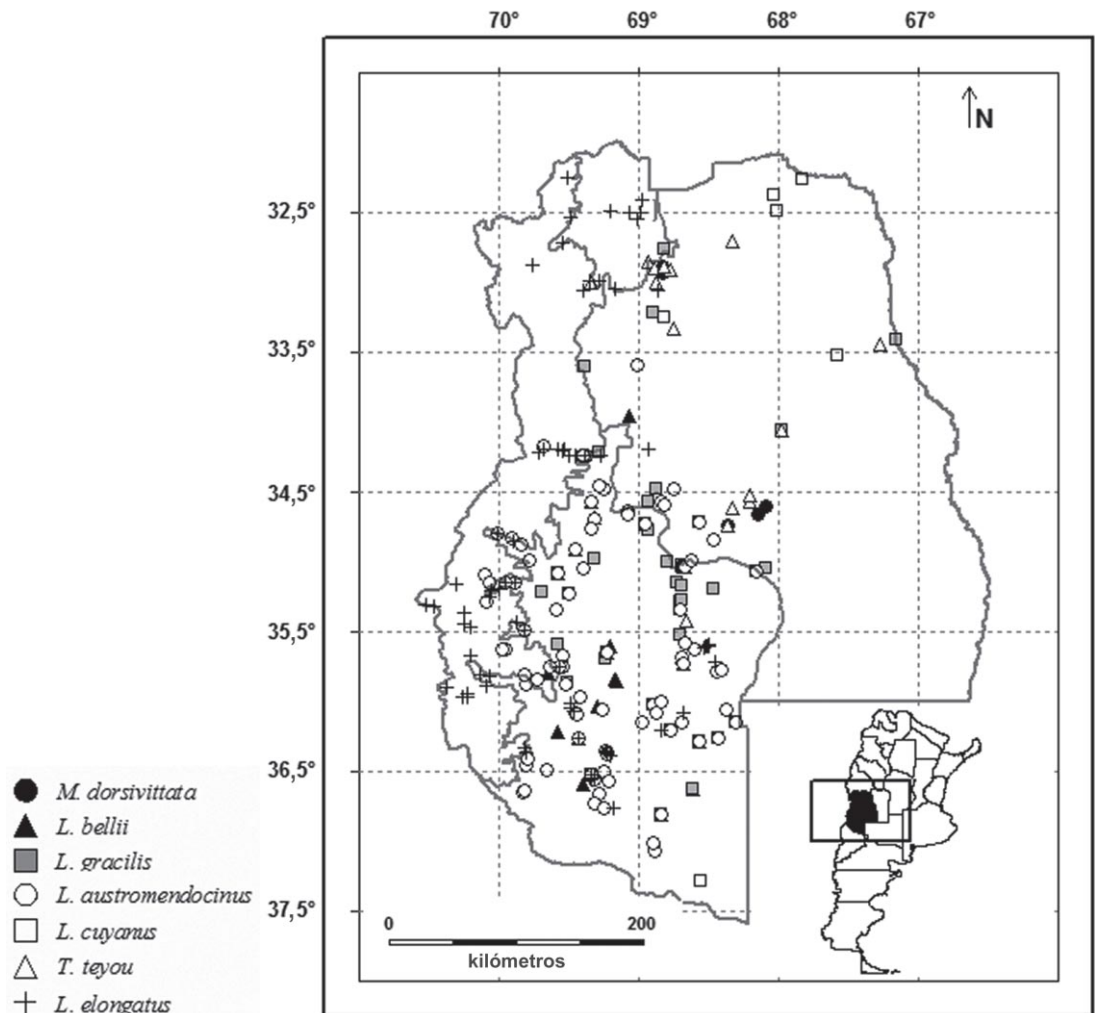 70° 69° 68° 67°
N
32,5°
33,5°
34,5°
35,5°
36,5°
37,5°
0 200
kilómetros
M. dorsivittata
L. bellii
L. gracilis
L. austromendocinus
L. cuyanus
T. teyou
L. elongatus